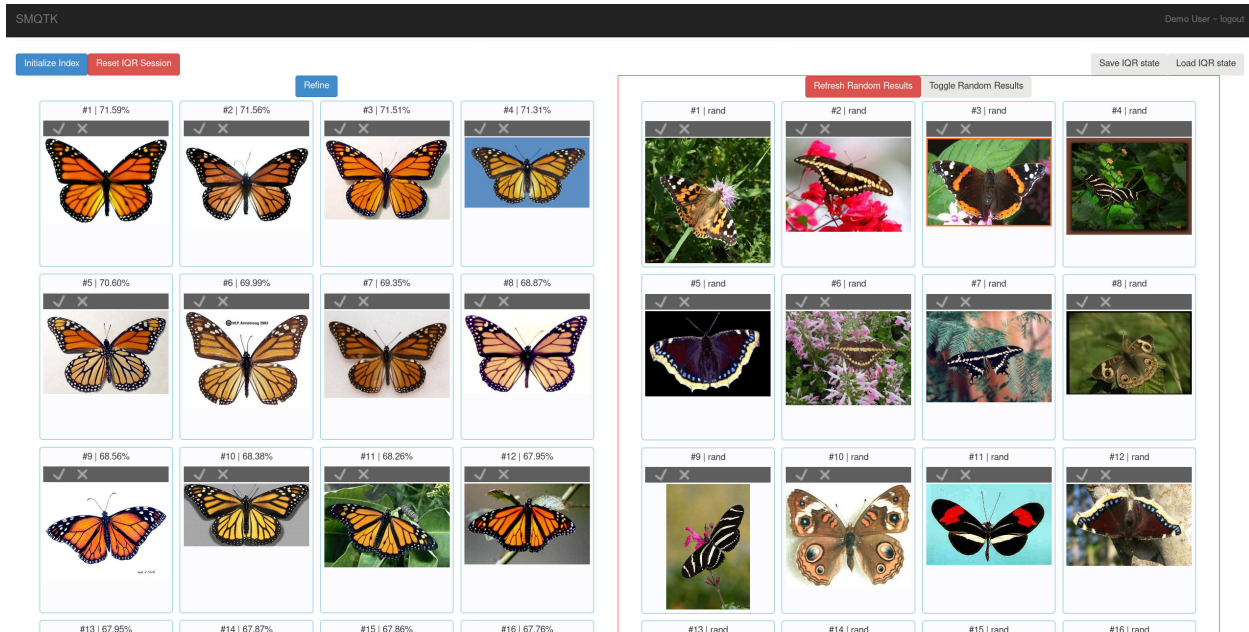 SMQTK
Demo User ~ logout
Initialize Index
Reset IQR Session
Save IQR state
Load IQR state
Refine
Refresh Random Results
Toggle Random Results
#1 | 71.59%
#2 | 71.56%
#3 | 71.51%
#4 | 71.31%
#1 | rand
#2 | rand
#3 | rand
#4 | rand
#5 | 70.60%
#6 | 69.99%
#7 | 69.35%
#8 | 68.87%
#5 | rand
#6 | rand
#7 | rand
#8 | rand
#9 | 68.56%
#10 | 68.38%
#11 | 68.26%
#12 | 67.95%
#9 | rand
#10 | rand
#11 | rand
#12 | rand
#13 | 67.95%
#14 | 67.87%
#15 | 67.86%
#16 | 67.76%
#13 | rand
#14 | rand
#15 | rand
#16 | rand